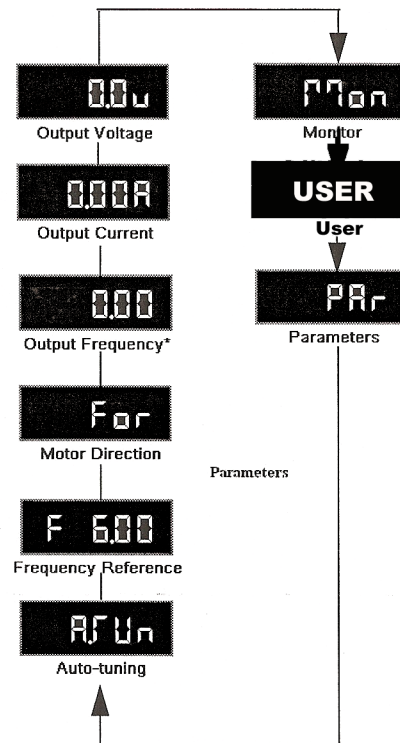 0.0u
Output Voltage
0.00A
Output Current
0.00
Output Frequency*
For
Motor Direction
F 6.00
Frequency Reference
A.TUn
Auto-tuning
Mon
Monitor
USER
User
PAr
Parameters
Parameters